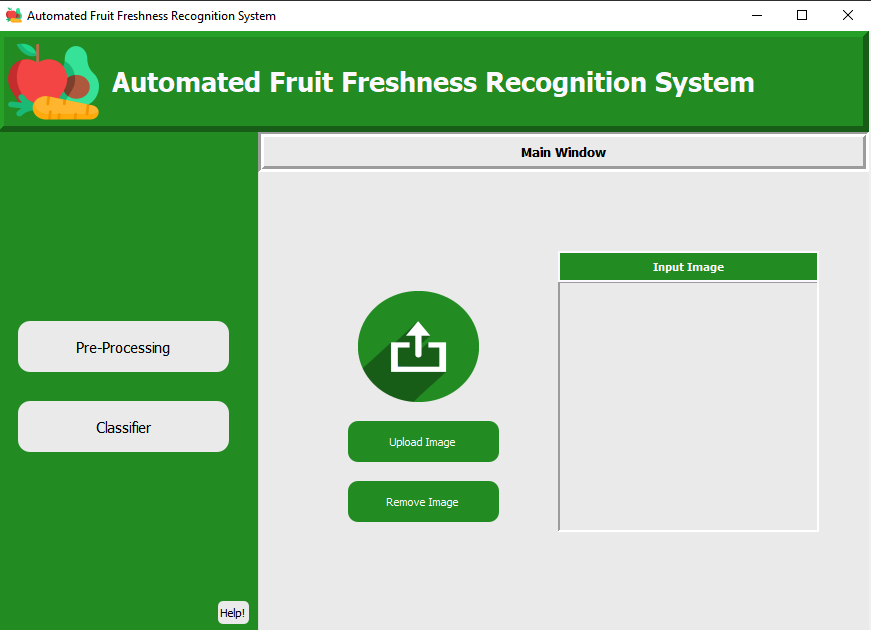 Automated Fruit Freshness Recognition System
Automated Fruit Freshness Recognition System
Main Window
Input Image
Pre-Processing
Classifier
Upload Image
Remove Image
Help!